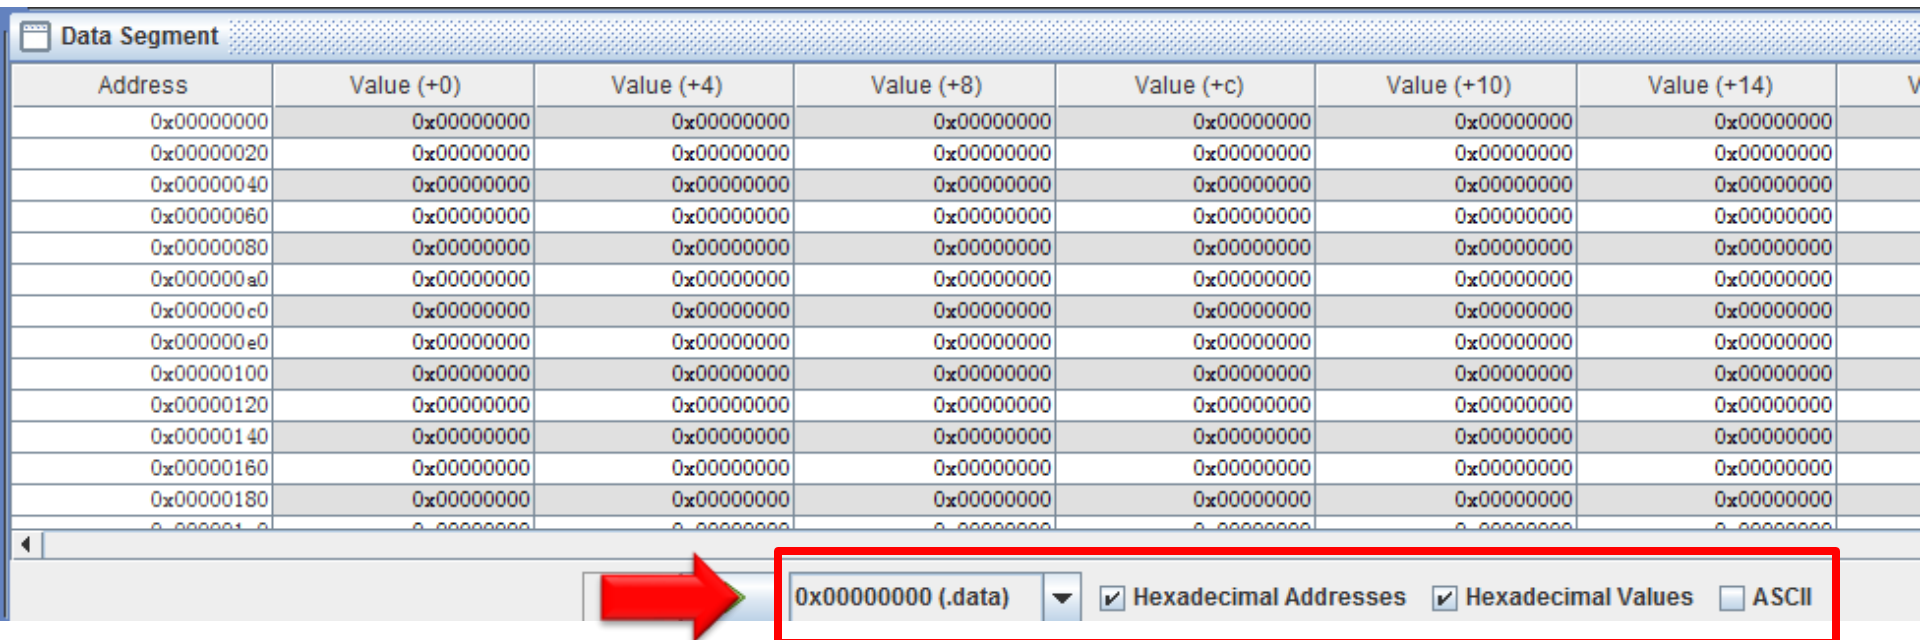 Data Segment
Address Value (+0) Value (+4) Value (+8) Value (+c) Value (+10) Value (+14) V
0x00000000 0x00000000 0x00000000 0x00000000 0x00000000 0x00000000 0x00000000
0x00000020 0x00000000 0x00000000 0x00000000 0x00000000 0x00000000 0x00000000
0x00000040 0x00000000 0x00000000 0x00000000 0x00000000 0x00000000 0x00000000
0x00000060 0x00000000 0x00000000 0x00000000 0x00000000 0x00000000 0x00000000
0x00000080 0x00000000 0x00000000 0x00000000 0x00000000 0x00000000 0x00000000
0x000000a0 0x00000000 0x00000000 0x00000000 0x00000000 0x00000000 0x00000000
0x000000c0 0x00000000 0x00000000 0x00000000 0x00000000 0x00000000 0x00000000
0x000000e0 0x00000000 0x00000000 0x00000000 0x00000000 0x00000000 0x00000000
0x00000100 0x00000000 0x00000000 0x00000000 0x00000000 0x00000000 0x00000000
0x00000120 0x00000000 0x00000000 0x00000000 0x00000000 0x00000000 0x00000000
0x00000140 0x00000000 0x00000000 0x00000000 0x00000000 0x00000000 0x00000000
0x00000160 0x00000000 0x00000000 0x00000000 0x00000000 0x00000000 0x00000000
0x00000180 0x00000000 0x00000000 0x00000000 0x00000000 0x00000000 0x00000000
0x00000000 (.data) Hexadecimal Addresses Hexadecimal Values ASCII